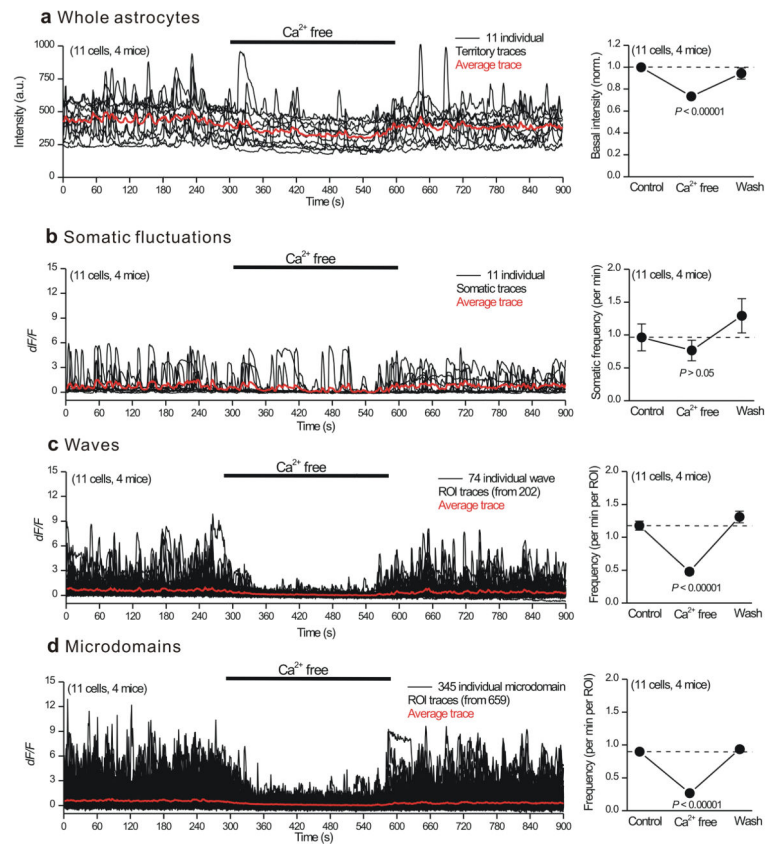 a Whole astrocytes
Ca²⁺ free
(11 cells, 4 mice)
11 individual
Territory traces
Average trace
Intensity (a.u.)
1000
750
500
250
0
0 60 120 180 240 300 360 420 480 540 600 660 720 780 840 900
Time (s)
(11 cells, 4 mice)
Basal intensity (norm.)
1.2
1.0
0.8
0.6
0.4
0.2
0.0
P < 0.00001
Control Ca²⁺ free Wash
b Somatic fluctuations
Ca²⁺ free
(11 cells, 4 mice)
11 individual
Somatic traces
Average trace
dF/F
15
12
9
6
3
0
0 60 120 180 240 300 360 420 480 540 600 660 720 780 840 900
Time (s)
(11 cells, 4 mice)
Somatic frequency (per min)
2.0
1.5
1.0
0.5
0.0
P > 0.05
Control Ca²⁺ free Wash
c Waves
Ca²⁺ free
(11 cells, 4 mice)
74 individual wave
ROI traces (from 202)
Average trace
dF/F
15
12
9
6
3
0
0 60 120 180 240 300 360 420 480 540 600 660 720 780 840 900
Time (s)
(11 cells, 4 mice)
Frequency (per min per ROI)
2.0
1.5
1.0
0.5
0.0
P < 0.00001
Control Ca²⁺ free Wash
d Microdomains
Ca²⁺ free
(11 cells, 4 mice)
345 individual microdomain
ROI traces (from 659)
Average trace
dF/F
15
12
9
6
3
0
0 60 120 180 240 300 360 420 480 540 600 660 720 780 840 900
Time (s)
(11 cells, 4 mice)
Frequency (per min per ROI)
2.0
1.5
1.0
0.5
0.0
P < 0.00001
Control Ca²⁺ free Wash